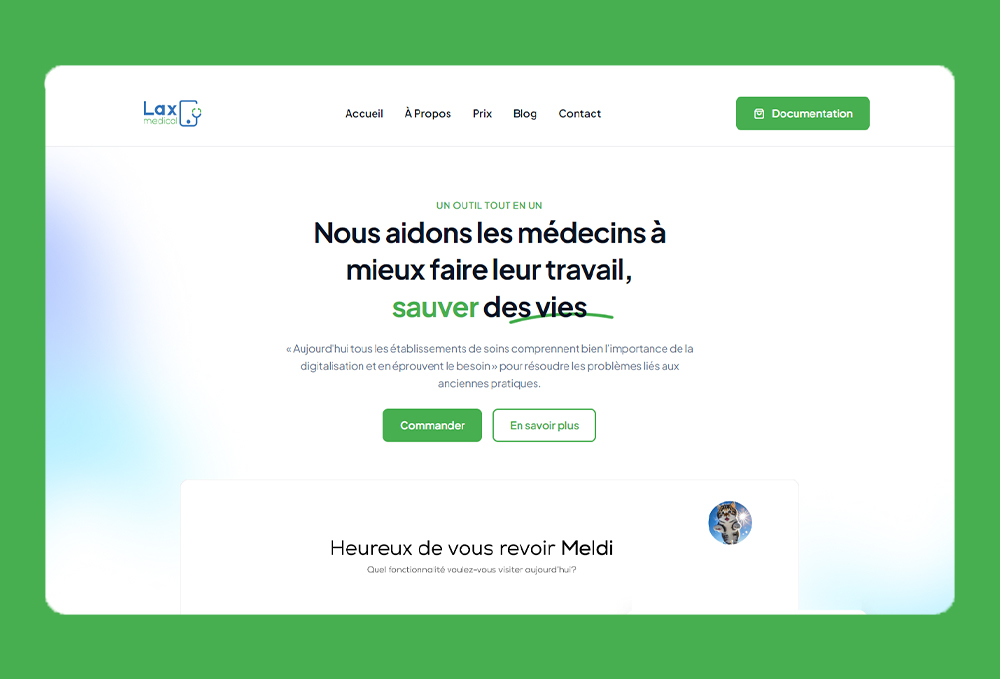 Lax
medical
Accueil
À Propos
Prix
Blog
Contact
Documentation
UN OUTIL TOUT EN UN
Nous aidons les médecins à
mieux faire leur travail,
sauver des vies
« Aujourd'hui tous les établissements de soins comprennent bien l'importance de la
digitalisation et en éprouvent le besoin » pour résoudre les problèmes liés aux
anciennes pratiques.
Commander
En savoir plus
Heureux de vous revoir Meldi
Quel fonctionnalité voulez-vous visiter aujourd'hui?